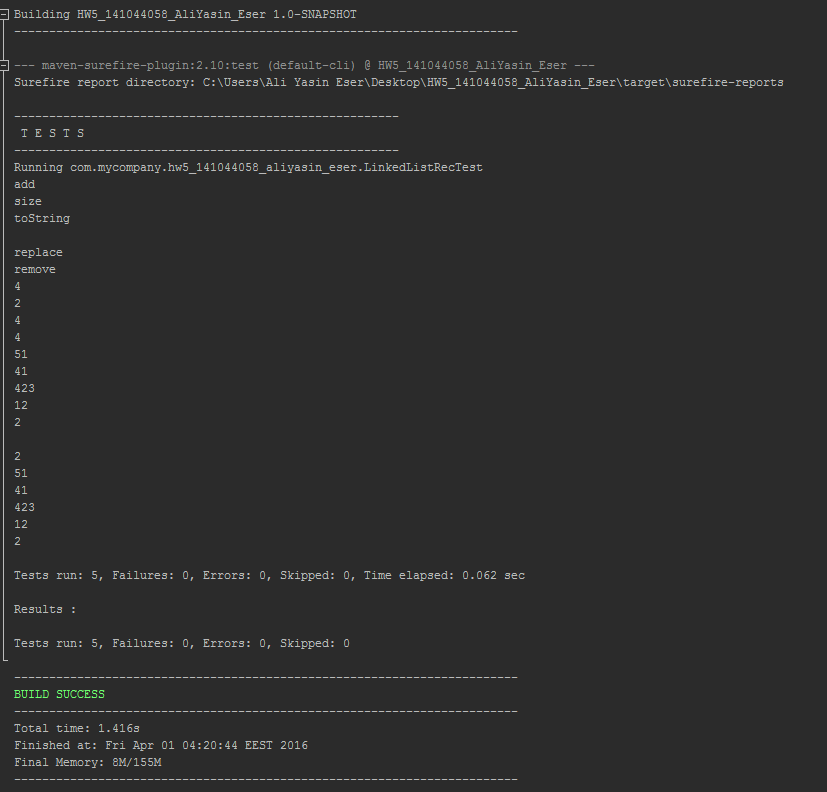 Building HW5_141044058_AliYasin_Eser 1.0-SNAPSHOT
------------------------------------------------------------------------
--- maven-surefire-plugin:2.10:test (default-cli) @ HW5_141044058_AliYasin_Eser ---
Surefire report directory: C:\Users\Ali Yasin Eser\Desktop\HW5_141044058_AliYasin_Eser\target\surefire-reports
-------------------------------------------------------
 T E S T S
-------------------------------------------------------
Running com.mycompany.hw5_141044058_aliyasin_eser.LinkedListRecTest
add
size
toString
replace
remove
4
2
4
4
51
41
423
12
2
2
51
41
423
12
2
Tests run: 5, Failures: 0, Errors: 0, Skipped: 0, Time elapsed: 0.062 sec
Results :
Tests run: 5, Failures: 0, Errors: 0, Skipped: 0
------------------------------------------------------------------------
BUILD SUCCESS
------------------------------------------------------------------------
Total time: 1.416s
Finished at: Fri Apr 01 04:20:44 EEST 2016
Final Memory: 8M/155M
------------------------------------------------------------------------